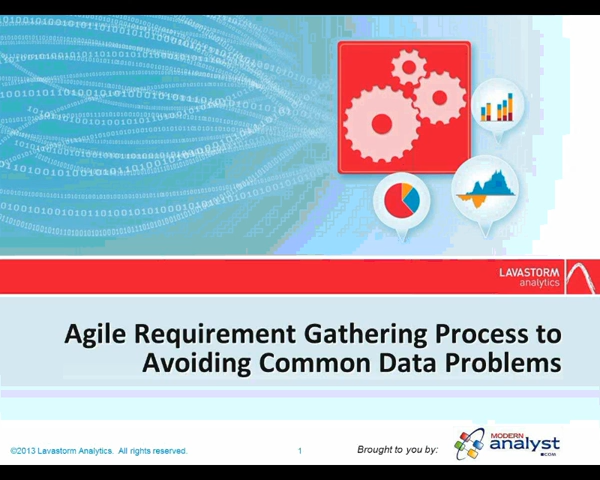 LAVASTORM
analytics
Agile Requirement Gathering Process to
Avoiding Common Data Problems
©2013 Lavastorm Analytics. All rights reserved.
1
Brought to you by:
MODERN
analyst
.COM